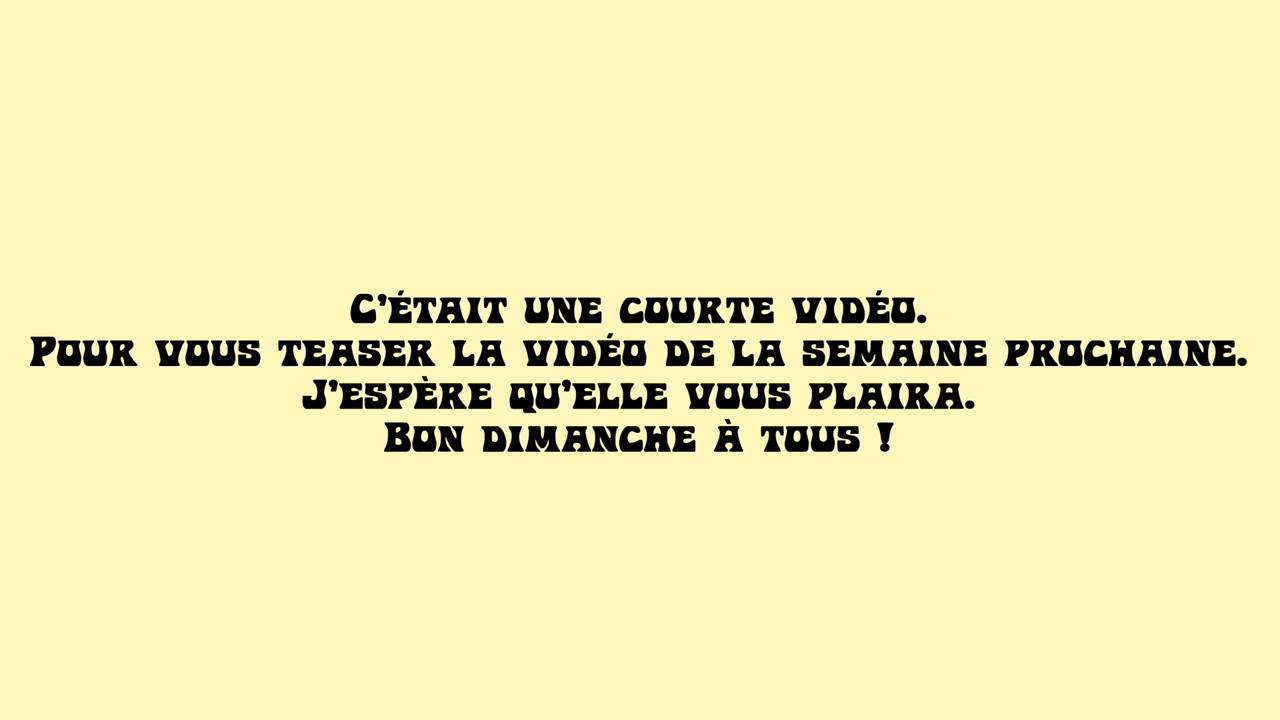 C'était une courte vidéo.
Pour vous teaser la vidéo de la semaine prochaine.
J'espère qu'elle vous plaira.
Bon dimanche à tous !